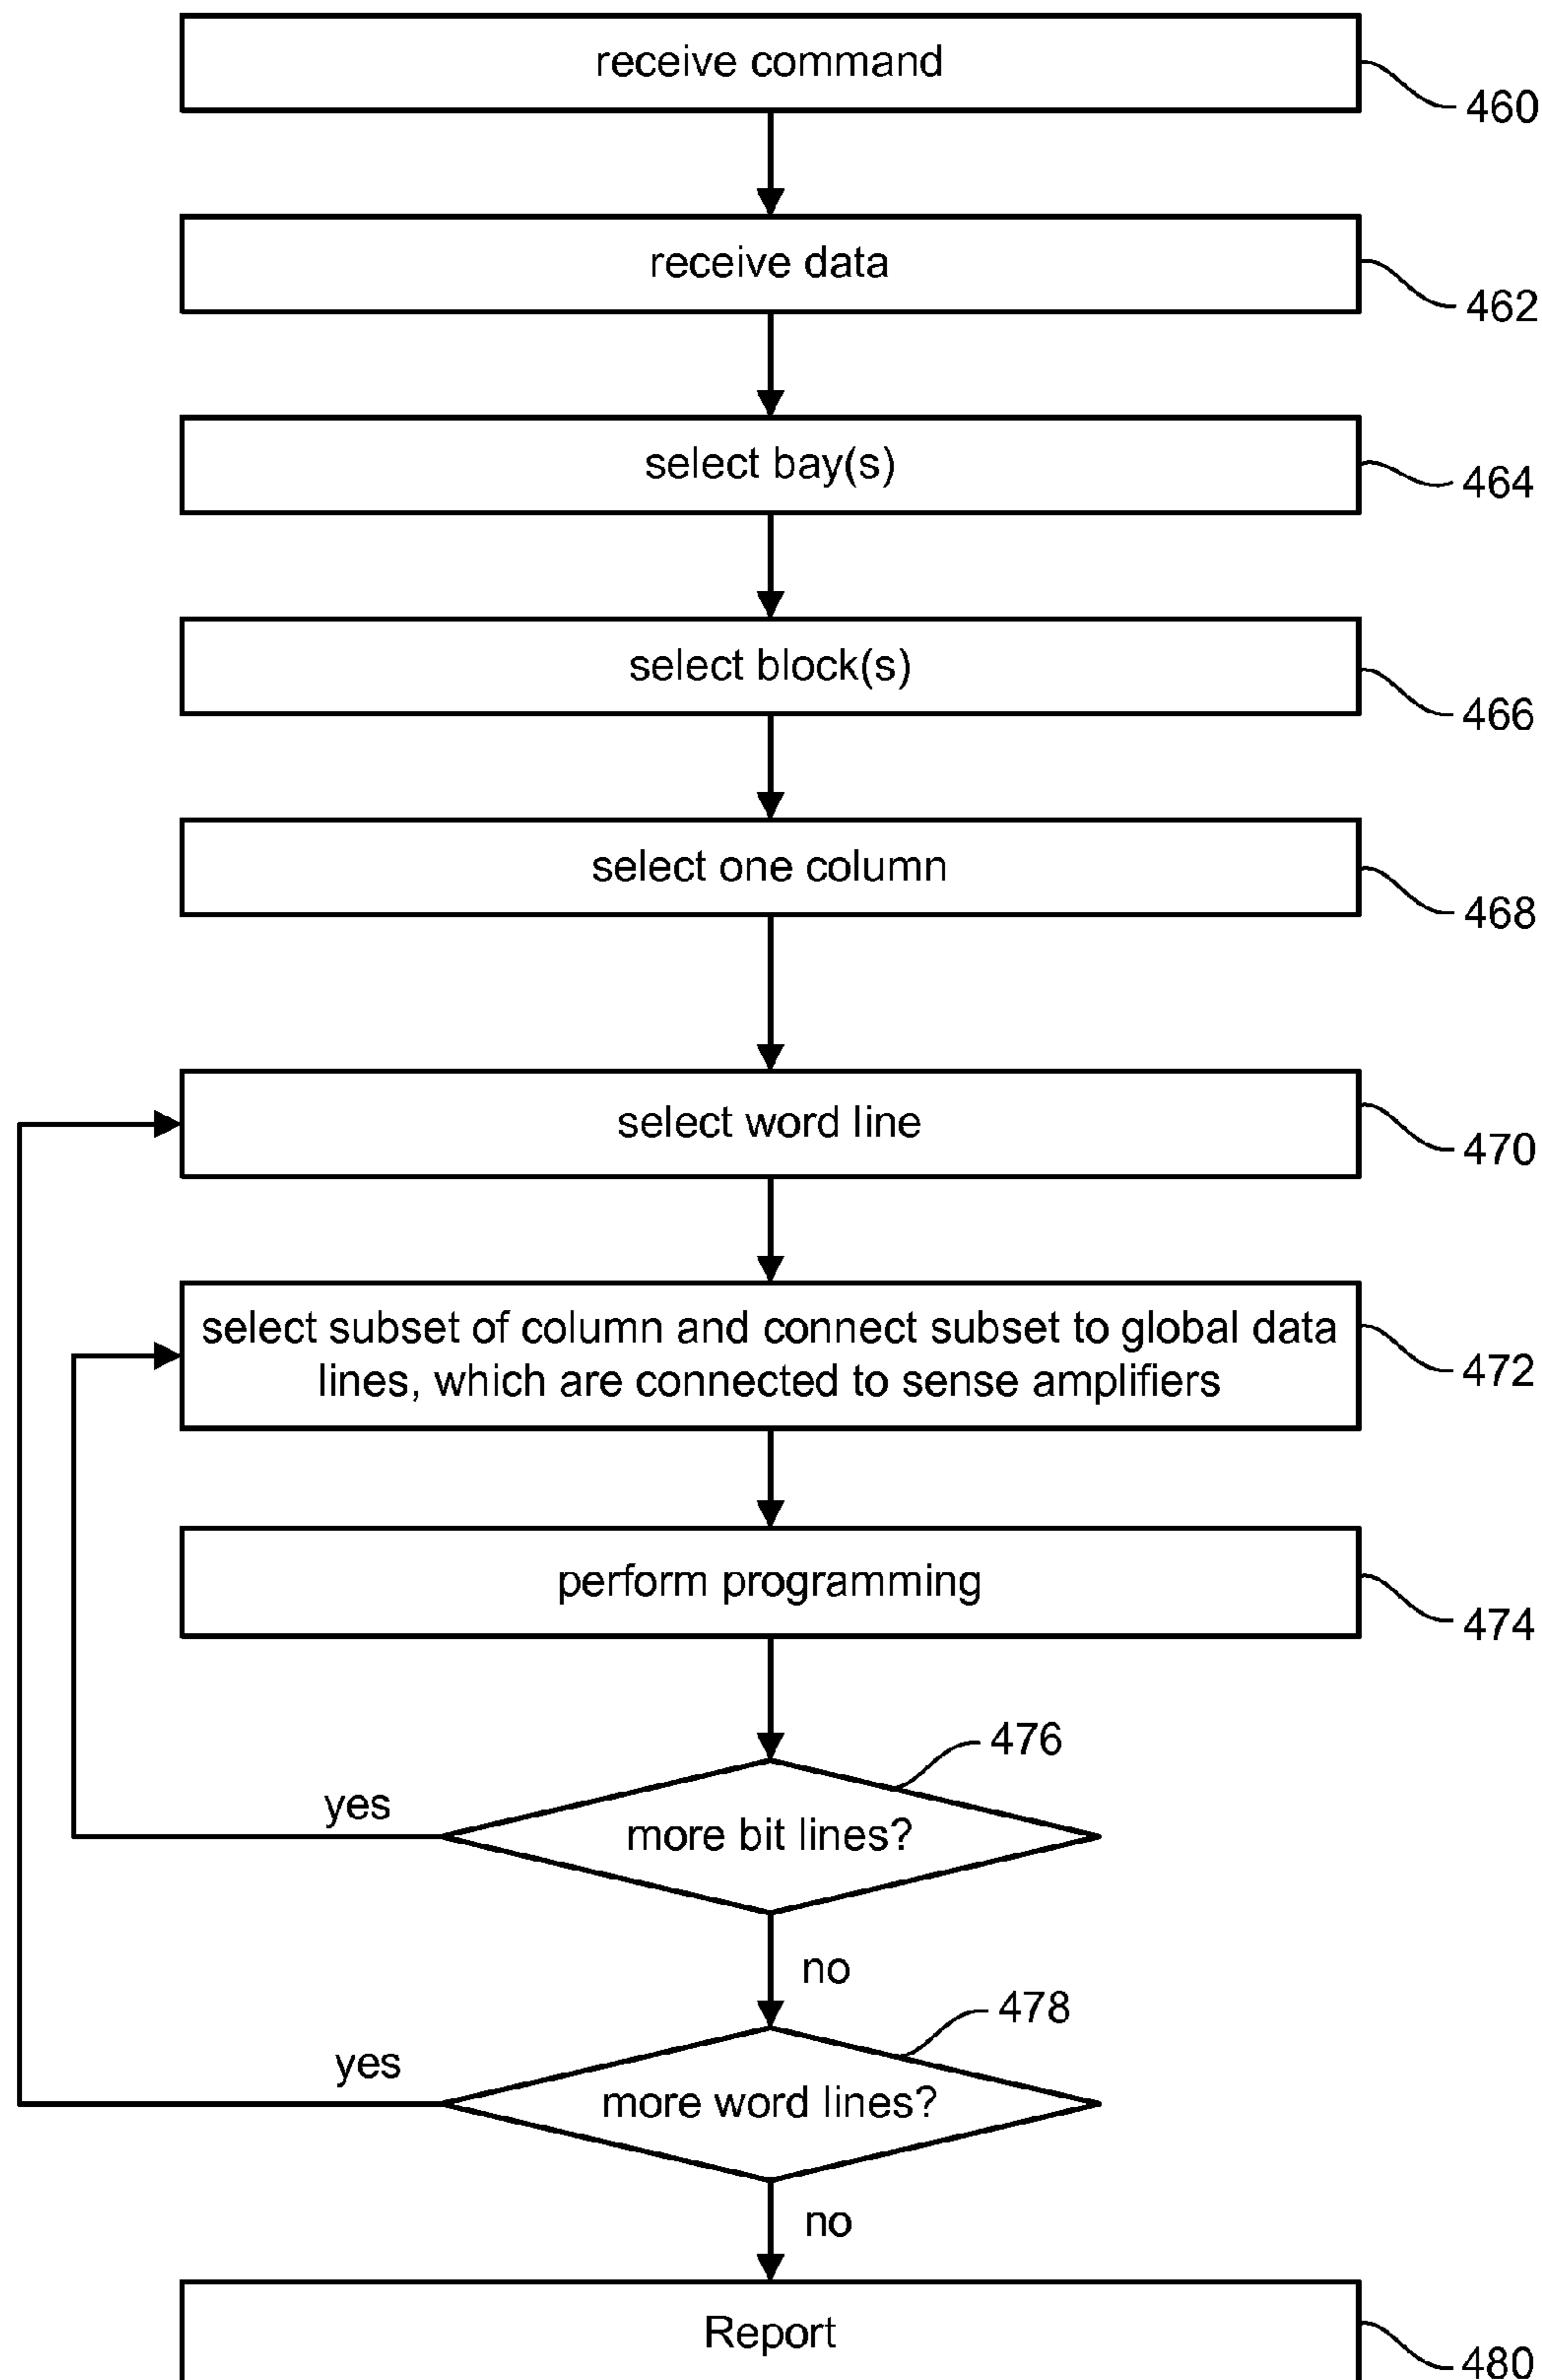 receive command
460
receive data
462
select bay(s)
464
select block(s)
466
select one column
468
select word line
470
select subset of column and connect subset to global data
lines, which are connected to sense amplifiers
472
perform programming
474
476
yes
more bit lines?
no
478
yes
more word lines?
no
Report
480